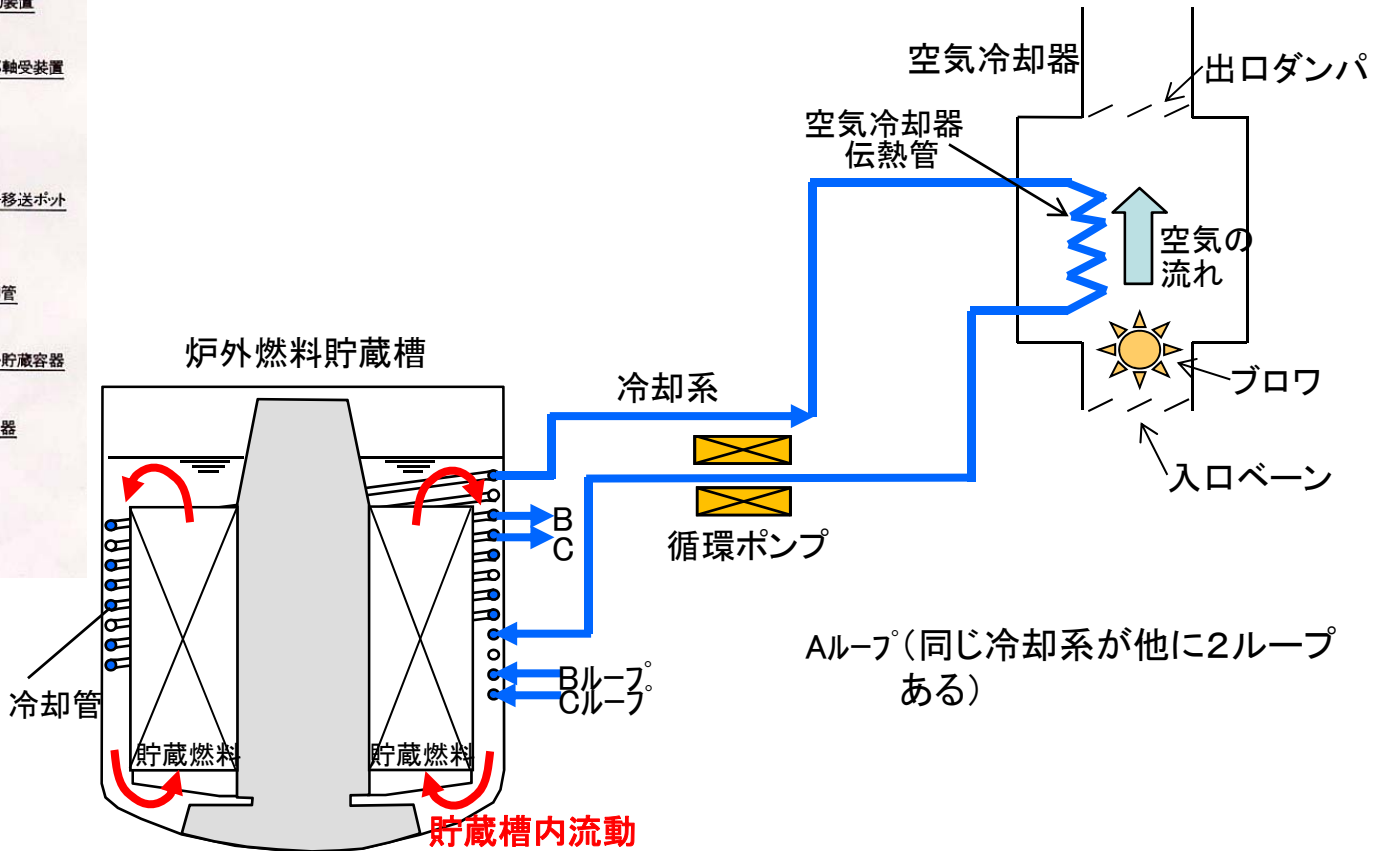 軸受装置
移送ポット
管
貯蔵容器
器
空気冷却器
出口ダンパ
空気冷却器
伝熱管
空気の
流れ
炉外燃料貯蔵槽
冷却系
ブロワ
入口ベーン
B
C
循環ポンプ
Aループ(同じ冷却系が他に2ループ
ある)
Bループ
Cループ
冷却管
貯蔵燃料
貯蔵燃料
貯蔵槽内流動